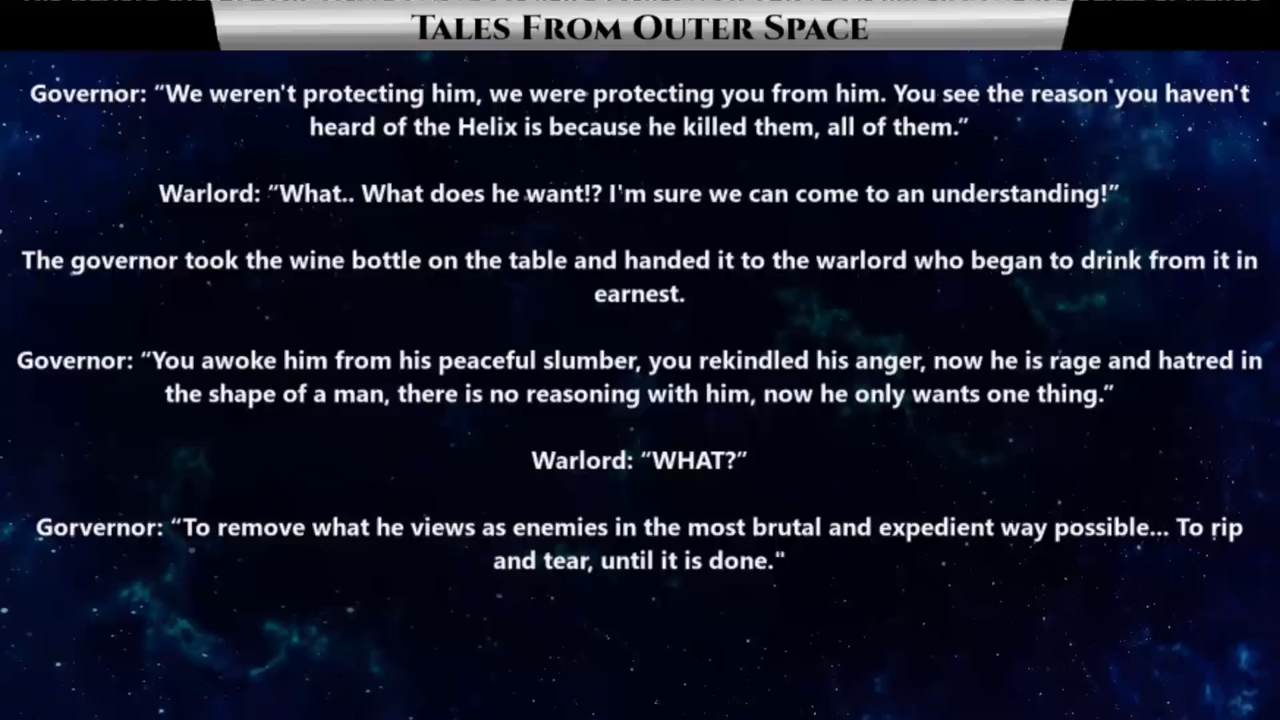 Tales From Outer Space
Governor: “We weren't protecting him, we were protecting you from him. You see the reason you haven't
heard of the Helix is because he killed them, all of them.”
Warlord: “What.. What does he want!? I'm sure we can come to an understanding!”
The governor took the wine bottle on the table and handed it to the warlord who began to drink from it in
earnest.
Governor: “You awoke him from his peaceful slumber, you rekindled his anger, now he is rage and hatred in
the shape of a man, there is no reasoning with him, now he only wants one thing.”
Warlord: “WHAT?”
Gorvernor: “To remove what he views as enemies in the most brutal and expedient way possible... To rip
and tear, until it is done."